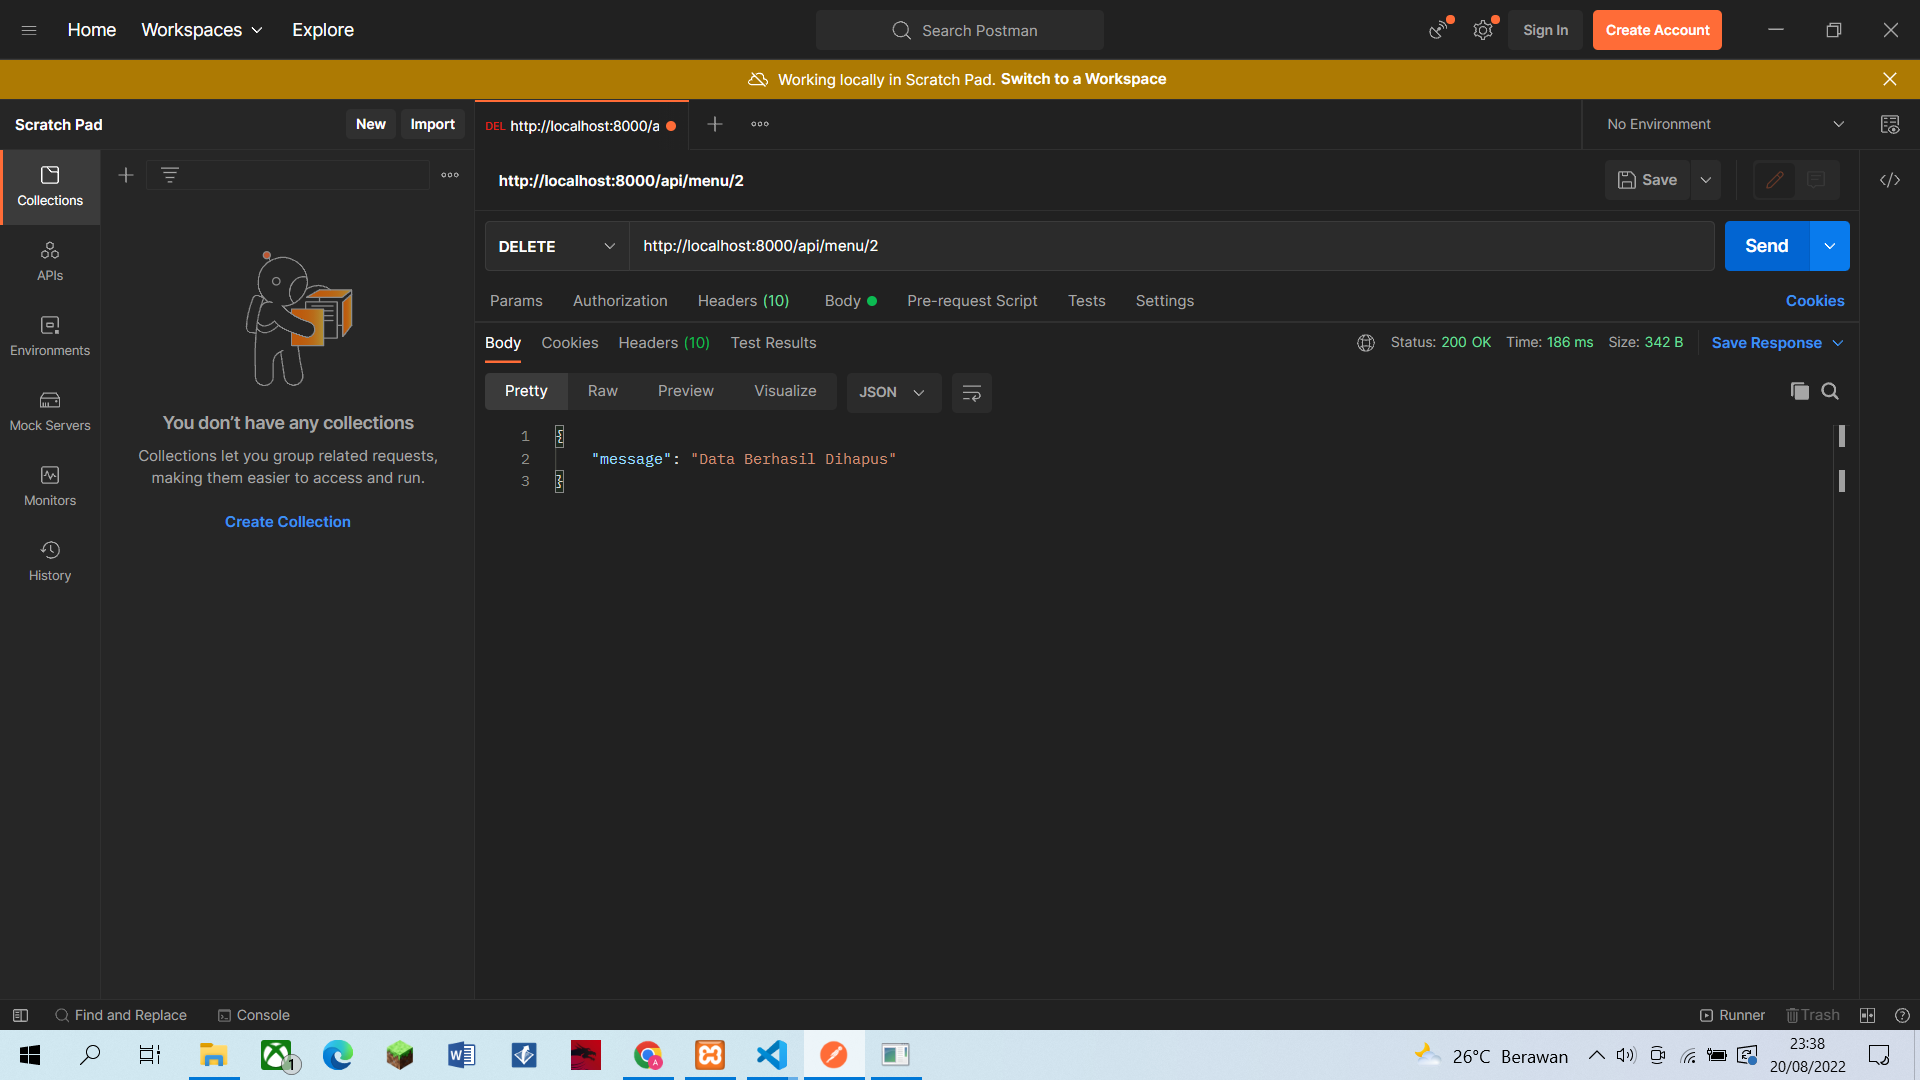 Home Workspaces Explore Search Postman Sign In Create Account
Working locally in Scratch Pad. Switch to a Workspace
Scratch Pad New Import DEL http://localhost:8000/a No Environment
http://localhost:8000/api/menu/2 Save
DELETE http://localhost:8000/api/menu/2 Send
Params Authorization Headers (10) Body Pre-request Script Tests Settings Cookies
Body Cookies Headers (10) Test Results Status: 200 OK Time: 186 ms Size: 342 B Save Response
Pretty Raw Preview Visualize JSON
1 {
2 "message": "Data Berhasil Dihapus"
3 }
Collections
APIs
Environments
Mock Servers
Monitors
History
You don’t have any collections
Collections let you group related requests,
making them easier to access and run.
Create Collection
Find and Replace Console Runner Trash
1 26°C Berawan 23:38
20/08/2022